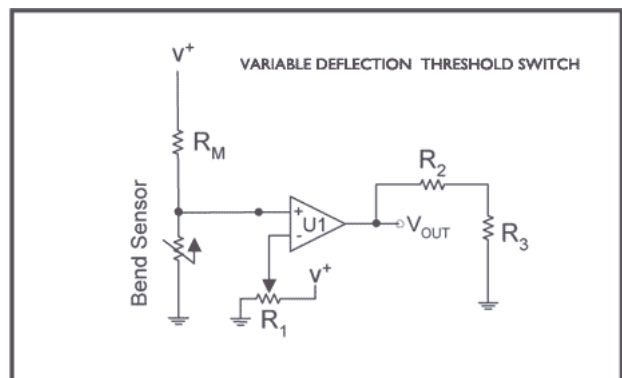 V+
VARIABLE DEFLECTION THRESHOLD SWITCH
RM
R2
Bend Sensor
+
U1
-
VOUT
R3
V+
R1